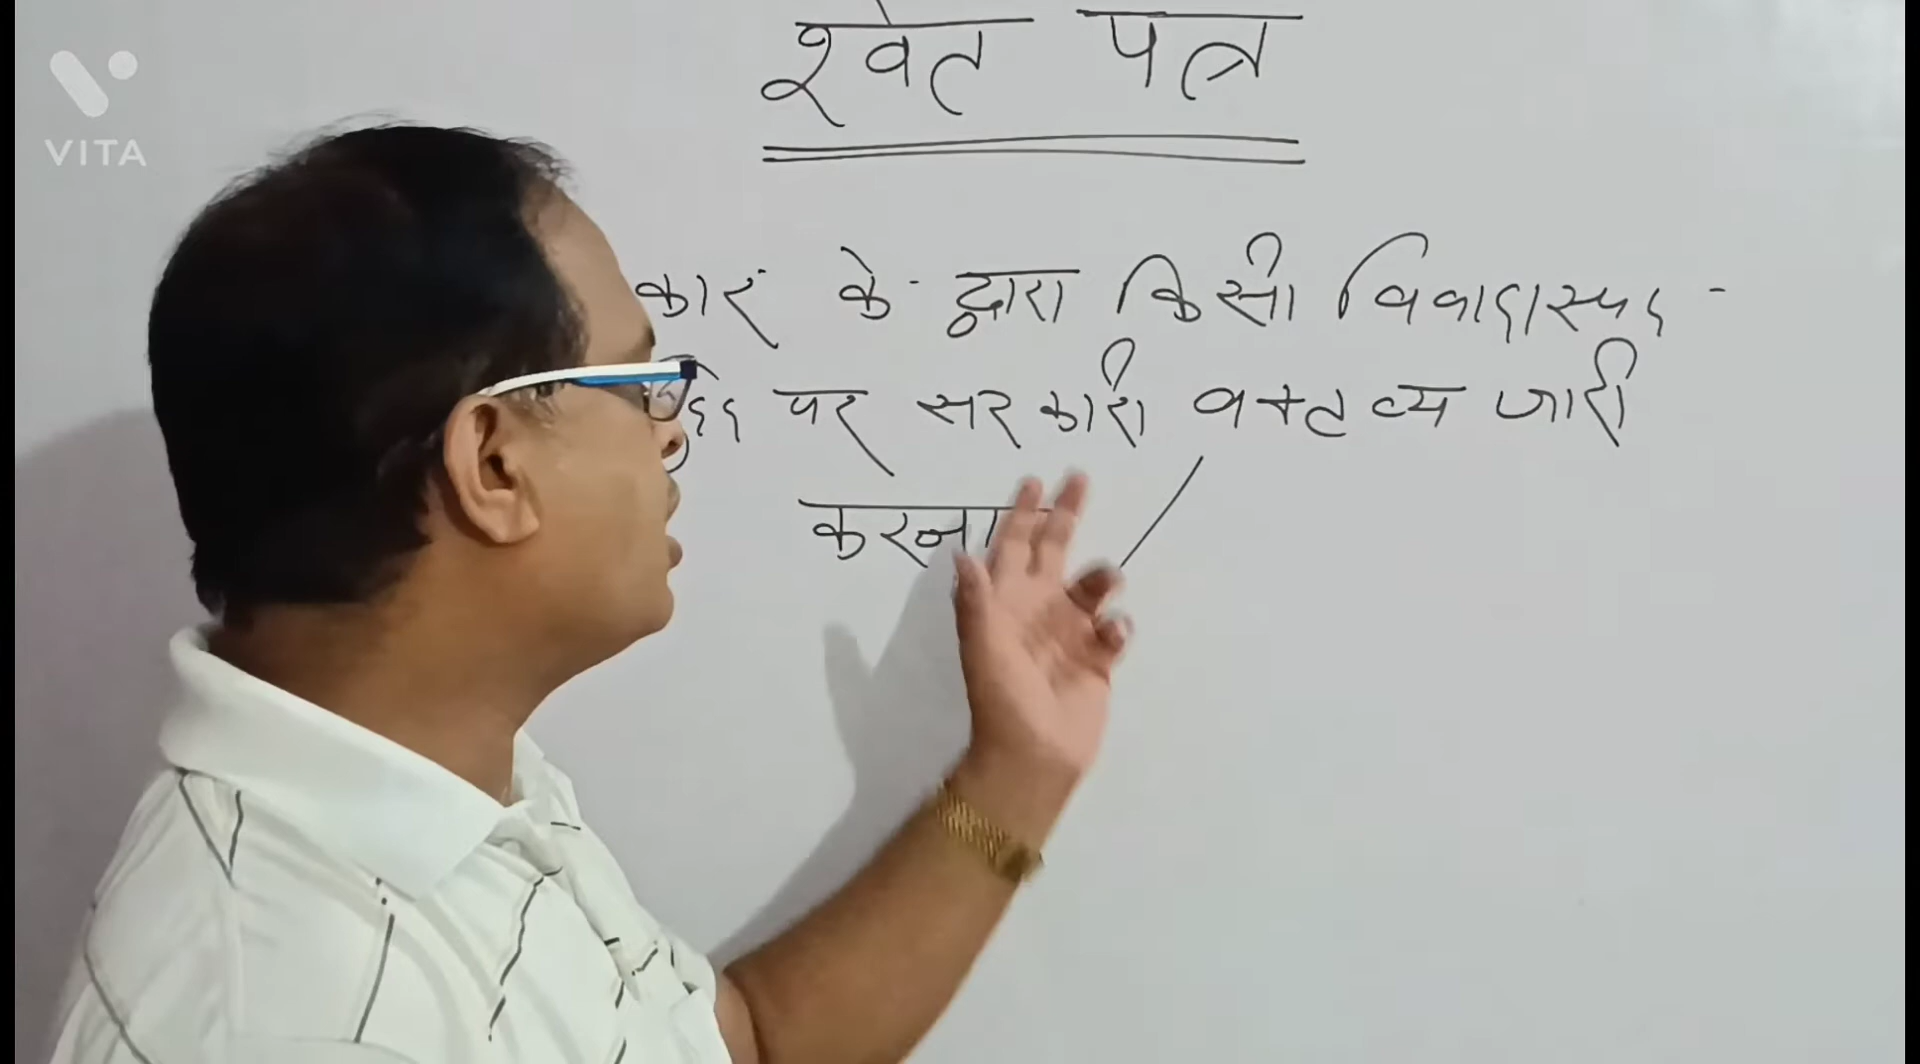 VITA
श्वेत पत्र
कार के द्वारा किसी विवादास्पद -
पर सरकारी वक्तव्य जारी
करना